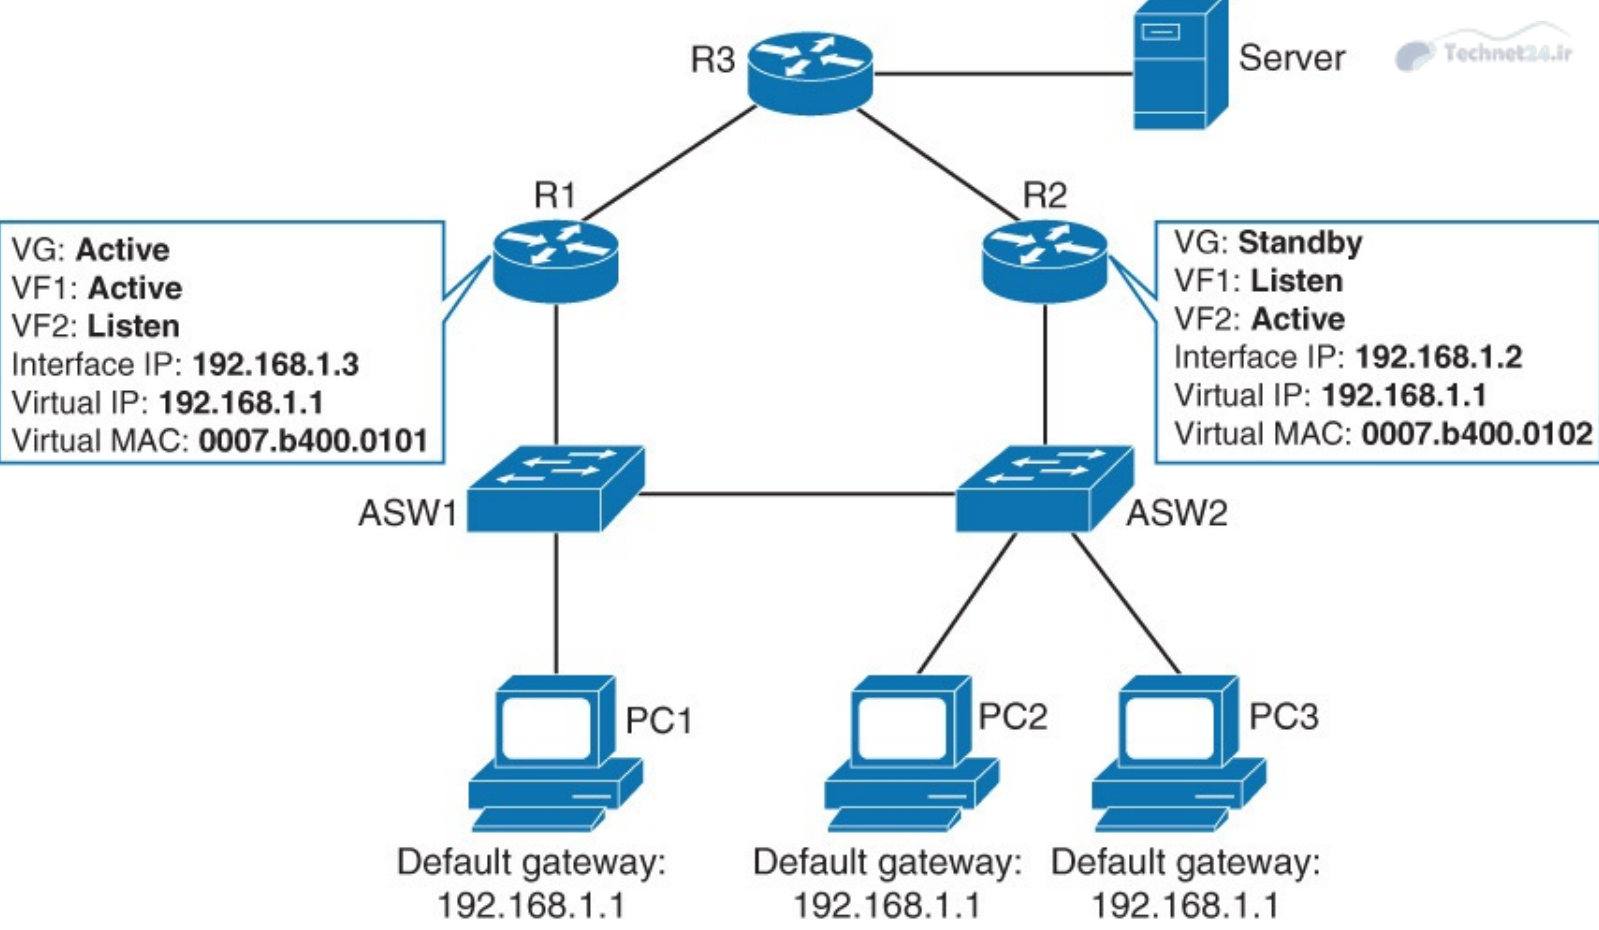 R3
Server
Technet24.ir
R1
R2
VG: Active
VF1: Active
VF2: Listen
Interface IP: 192.168.1.3
Virtual IP: 192.168.1.1
Virtual MAC: 0007.b400.0101
VG: Standby
VF1: Listen
VF2: Active
Interface IP: 192.168.1.2
Virtual IP: 192.168.1.1
Virtual MAC: 0007.b400.0102
ASW1
ASW2
PC1
PC2
PC3
Default gateway:
192.168.1.1
Default gateway:
192.168.1.1
Default gateway:
192.168.1.1